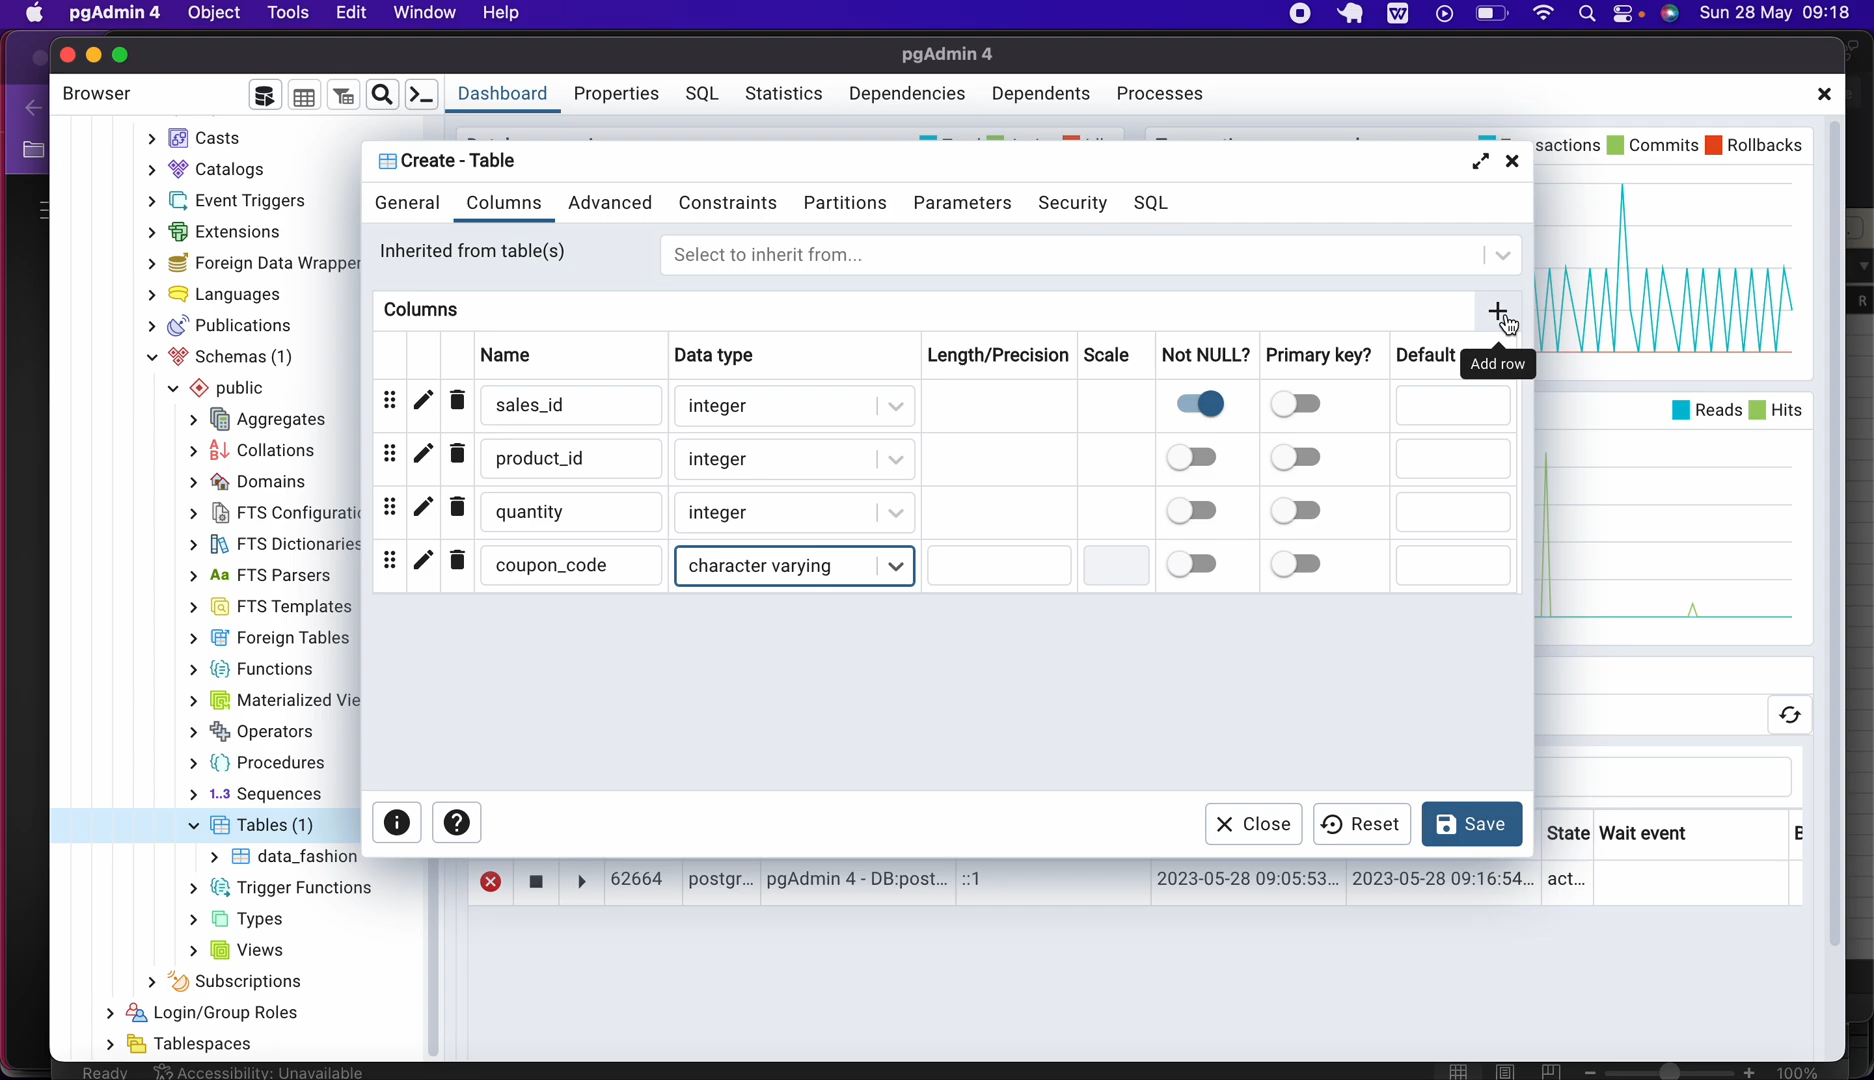 pgAdmin 4 Object Tools Edit Window Help Sun 28 May 09:18
pgAdmin 4
Browser Dashboard Properties SQL Statistics Dependencies Dependents Processes
Casts
Catalogs
Event Triggers
Extensions
Foreign Data Wrapper
Languages
Publications
Schemas (1)
public
Aggregates
Collations
Domains
FTS Configuratio
FTS Dictionaries
Aa FTS Parsers
FTS Templates
Foreign Tables
Functions
Materialized Vie
Operators
Procedures
1..3 Sequences
Tables (1)
data_fashion
Trigger Functions
Types
Views
Subscriptions
Login/Group Roles
Tablespaces
Create - Table
General Columns Advanced Constraints Partitions Parameters Security SQL
Inherited from table(s) Select to inherit from...
Columns
Name Data type Length/Precision Scale Not NULL? Primary key? Default
Add row
sales_id integer
product_id integer
quantity integer
coupon_code character varying
Close Reset Save
sactions Commits Rollbacks
Reads Hits
State Wait event
62664 postgr... pgAdmin 4 - DB:post... ::1 2023-05-28 09:05:53... 2023-05-28 09:16:54... act...
Ready Accessibility: Unavailable 100%